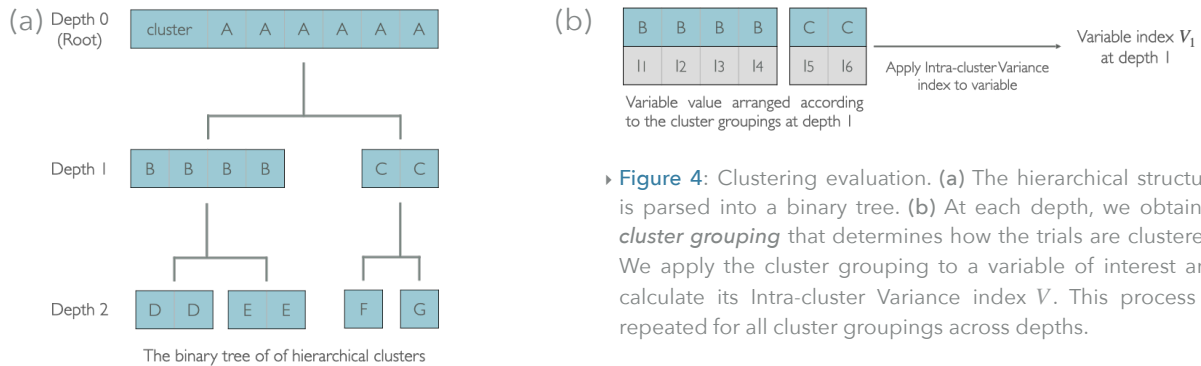 (a)
Depth 0
(Root)
cluster A A A A A A
Depth 1
B B B B
C C
Depth 2
D D
E E
F
G
The binary tree of of hierarchical clusters
(b)
B B B B
C C
I1 I2 I3 I4
I5 I6
Variable value arranged according
to the cluster groupings at depth 1
Apply Intra-cluster Variance
index to variable
Variable index V₁
at depth 1
▸ Figure 4: Clustering evaluation. (a) The hierarchical structu
is parsed into a binary tree. (b) At each depth, we obtain
cluster grouping that determines how the trials are clustere
We apply the cluster grouping to a variable of interest an
calculate its Intra-cluster Variance index V. This process
repeated for all cluster groupings across depths.